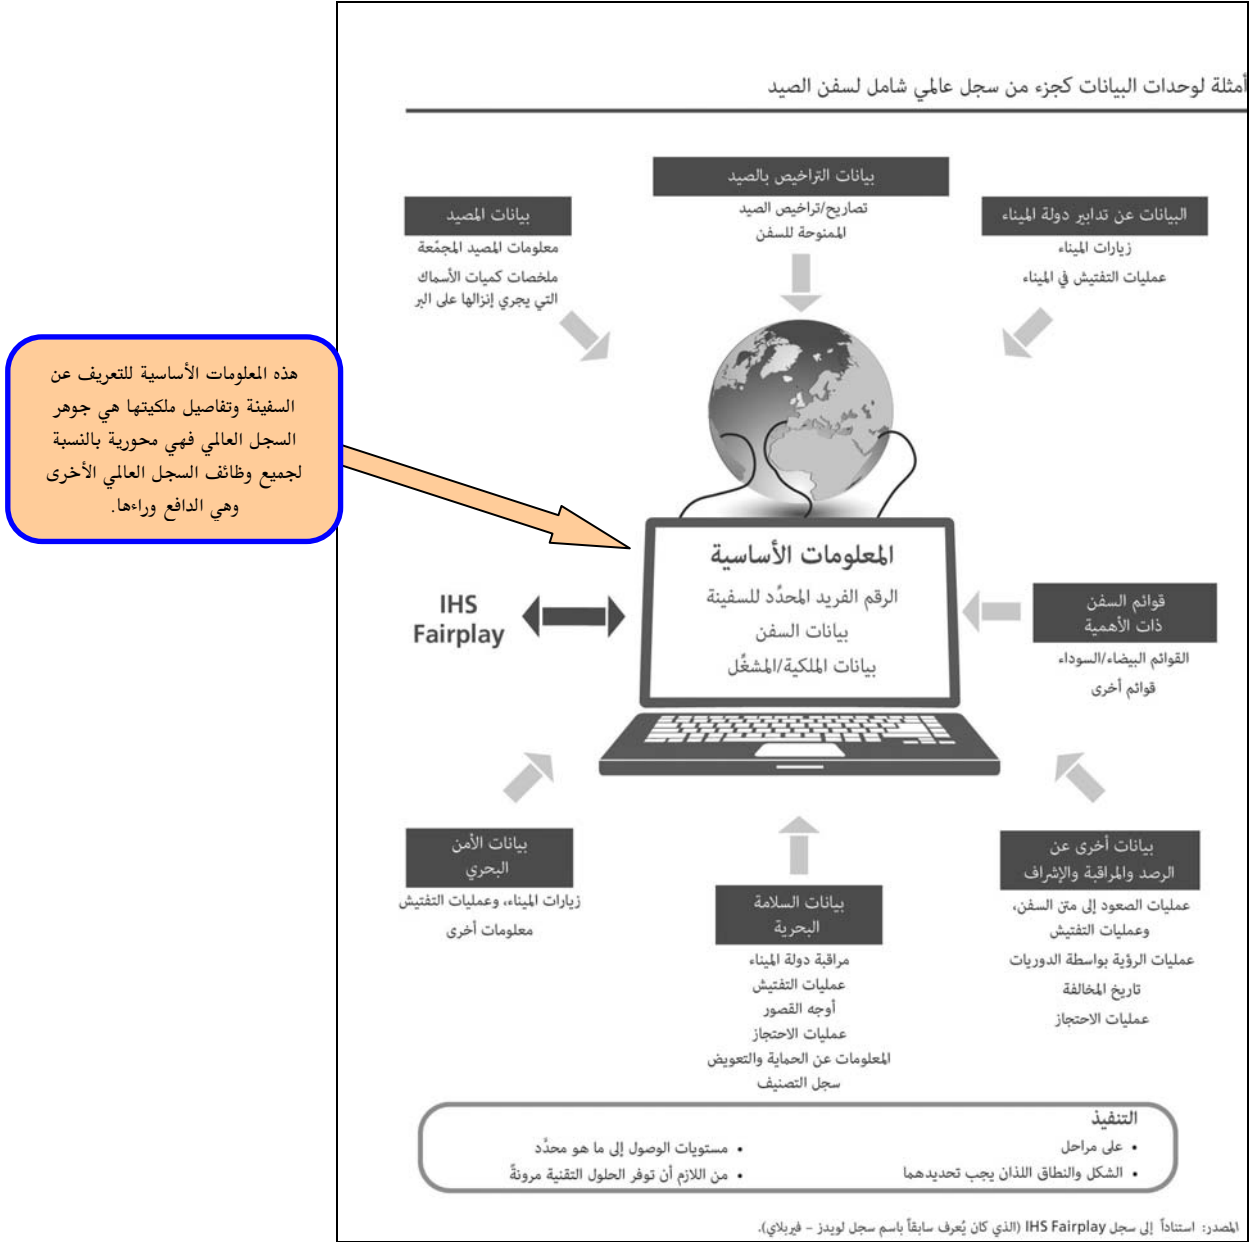 أمثلة لوحدات البيانات كجزء من سجل عالمي شامل لسفن الصيد
بيانات التراخيص بالصيد
تصاريح/تراخيص الصيد
الممنوحة للسفن
البيانات عن تدابير دولة الميناء
زيارات الميناء
عمليات التفتيش في الميناء
بيانات المصيد
معلومات المصيد المجمّعة
ملخصات كميات الأسماك
التي يجري إنزالها على البر
هذه المعلومات الأساسية للتعريف عن
السفينة وتفاصيل ملكيتها هي جوهر
السجل العالمي فهي محورية بالنسبة
لجميع وظائف السجل العالمي الأخرى
وهي الدافع وراءها.
المعلومات الأساسية
الرقم الفريد المحدَّد للسفينة
بيانات السفن
بيانات الملكية/المشغِّل
IHS
Fairplay
قوائم السفن
ذات الأهمية
القوائم البيضاء/السوداء
قوائم أخرى
بيانات أخرى عن
الرصد والمراقبة والإشراف
عمليات الصعود إلى متن السفن،
وعمليات التفتيش
عمليات الرؤية بواسطة الدوريات
تاريخ المخالفة
عمليات الاحتجاز
بيانات السلامة
البحرية
مراقبة دولة الميناء
عمليات التفتيش
أوجه القصور
عمليات الاحتجاز
المعلومات عن الحماية والتعويض
سجل التصنيف
بيانات الأمن
البحري
زيارات الميناء، وعمليات التفتيش
معلومات أخرى
التنفيذ
• على مراحل
• الشكل والنطاق اللذان يجب تحديدهما
• مستويات الوصول إلى ما هو محدَّد
• من اللازم أن توفر الحلول التقنية مرونةً
المصدر: استناداً إلى سجل IHS Fairplay (الذي كان يُعرف سابقاً باسم سجل لويدز – فيربلاي).